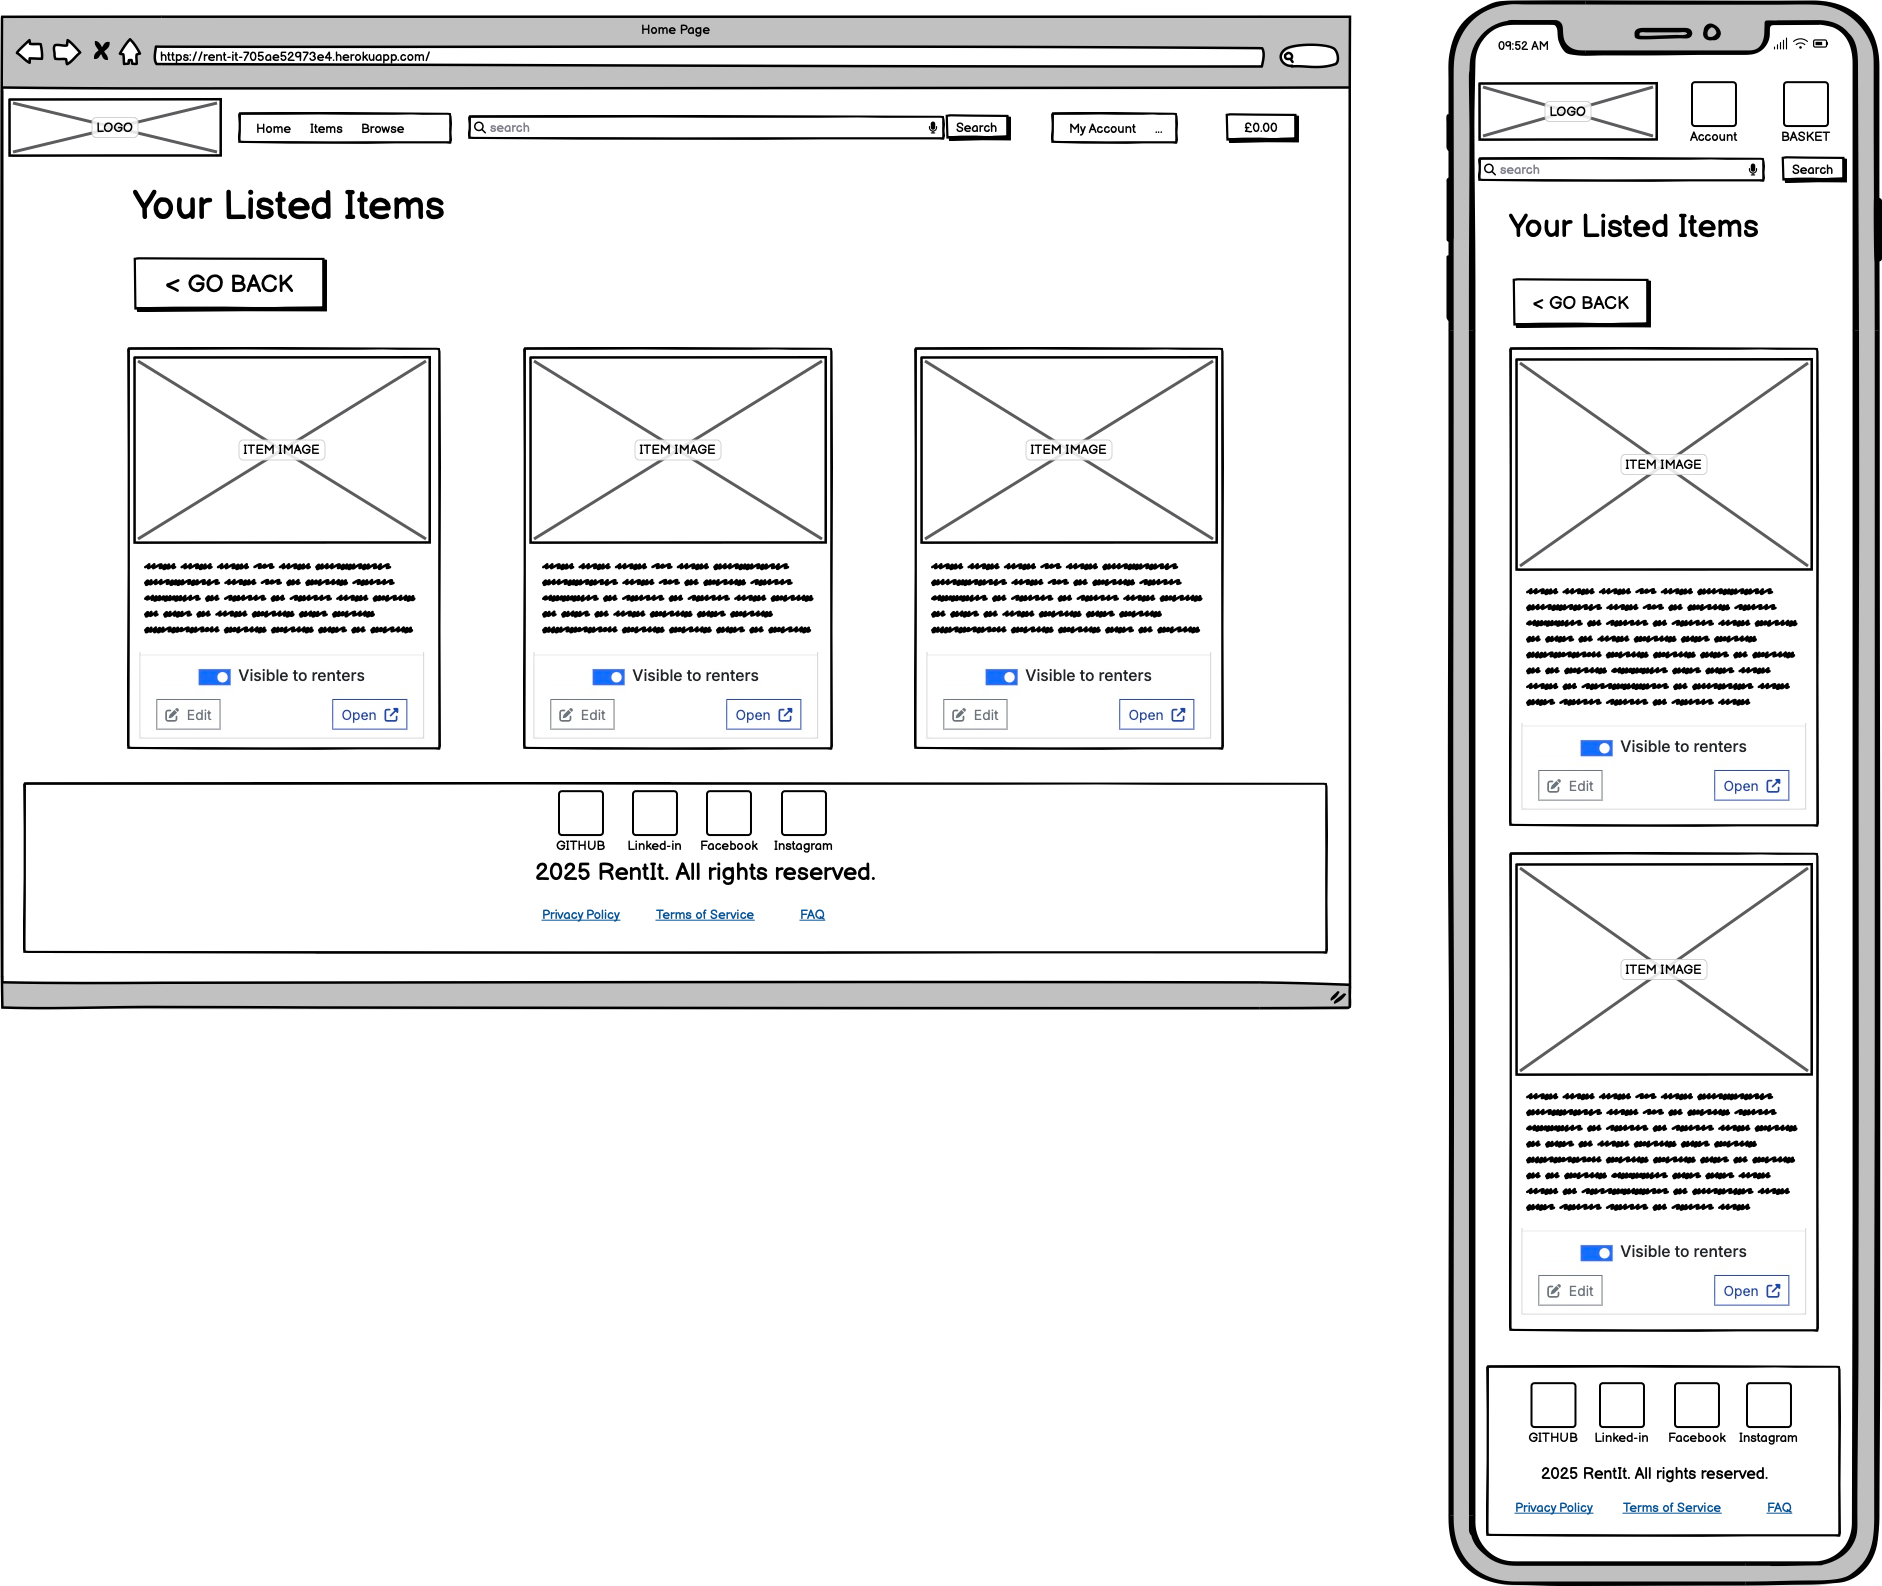 Home Page
https://rent-it-705ae52973e4.herokuapp.com/
LOGO
Home Items Browse
search
Search
My Account ...
£0.00
Your Listed Items
< GO BACK
ITEM IMAGE ITEM IMAGE ITEM IMAGE
Visible to renters Visible to renters Visible to renters
Edit Open Edit Open Edit Open
GITHUB Linked-in Facebook Instagram
2025 RentIt. All rights reserved.
Privacy Policy Terms of Service FAQ
09:52 AM
LOGO
Account BASKET
search Search
Your Listed Items
< GO BACK
ITEM IMAGE
Visible to renters
Edit Open
ITEM IMAGE
Visible to renters
Edit Open
GITHUB Linked-in Facebook Instagram
2025 RentIt. All rights reserved.
Privacy Policy Terms of Service FAQ